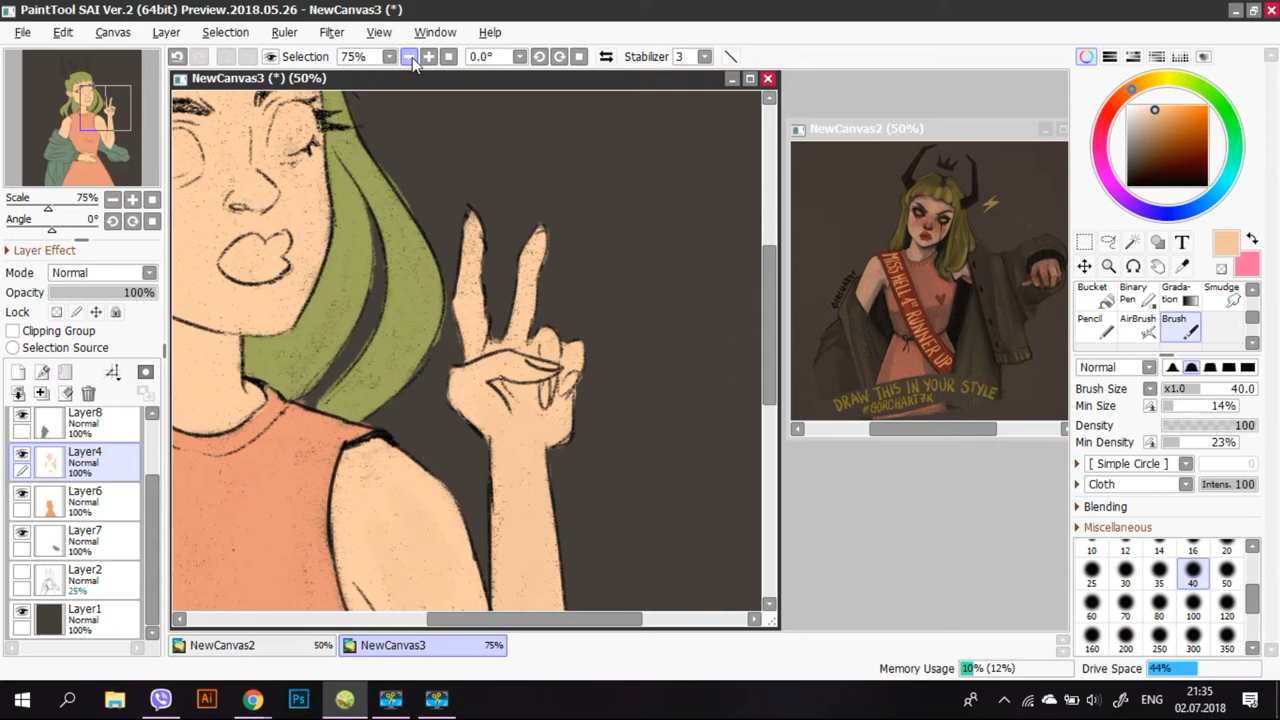 PaintTool SAI Ver.2 (64bit) Preview.2018.05.26 - NewCanvas3 (*)
File Edit Canvas Layer Selection Ruler Filter View Window Help
Selection 75% 0.0° Stabilizer 3
NewCanvas3 (*) (50%)
NewCanvas2 (50%)
MISS HELL 1ST RUNNER UP
DRAW THIS IN YOUR STYLE
#GORCHART7K
Scale 75%
Angle 0°
Layer Effect
Mode Normal
Opacity 100%
Lock
Clipping Group
Selection Source
Layer8
Normal
100%
Layer4
Normal
100%
Layer6
Normal
100%
Layer7
Normal
100%
Layer2
Normal
25%
Layer1
Normal
100%
T
Bucket Binary Pen Gradation Smudge
Pencil AirBrush Brush
Normal
Brush Size x1.0 40.0
Min Size 14%
Density 100
Min Density 23%
[ Simple Circle ] 0
Cloth Intens. 100
Blending
Miscellaneous
10 12 14 16 20
25 30 35 40 50
60 70 80 100 120
160 200 250 300 350
NewCanvas2 50% NewCanvas3 75%
Memory Usage 10% (12%) Drive Space 44%
Ai Ps ENG 21:35
02.07.2018